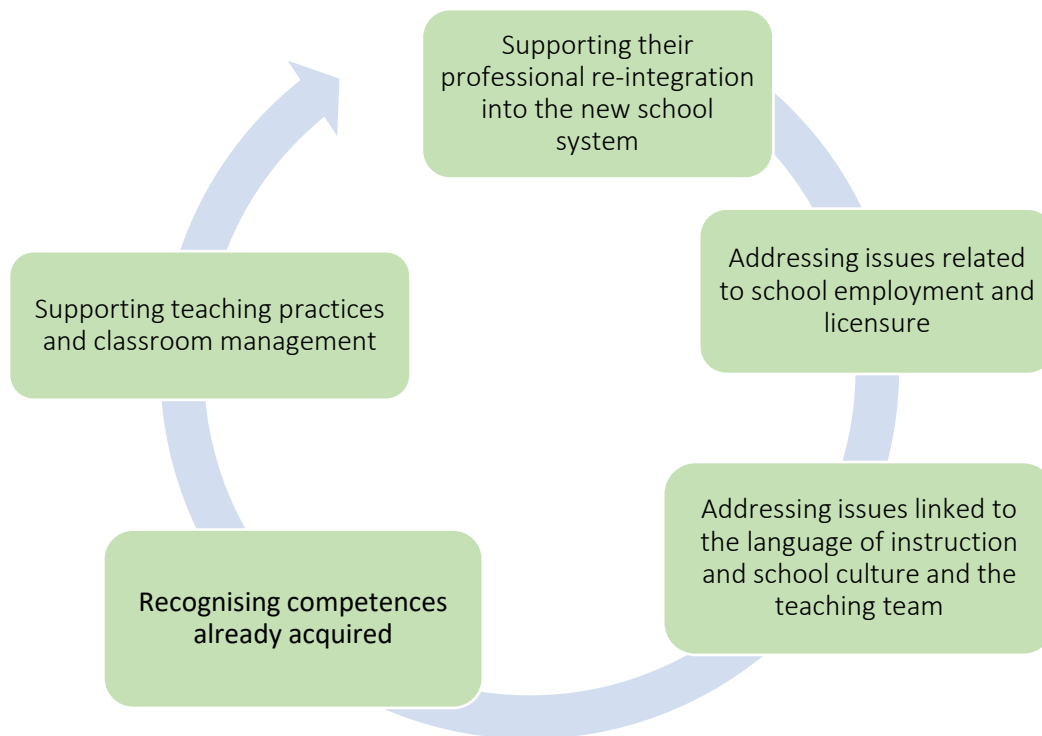 Supporting their
professional re-integration
into the new school
system
Addressing issues related
to school employment and
licensure
Addressing issues linked to
the language of instruction
and school culture and the
teaching team
Recognising competences
already acquired
Supporting teaching practices
and classroom management